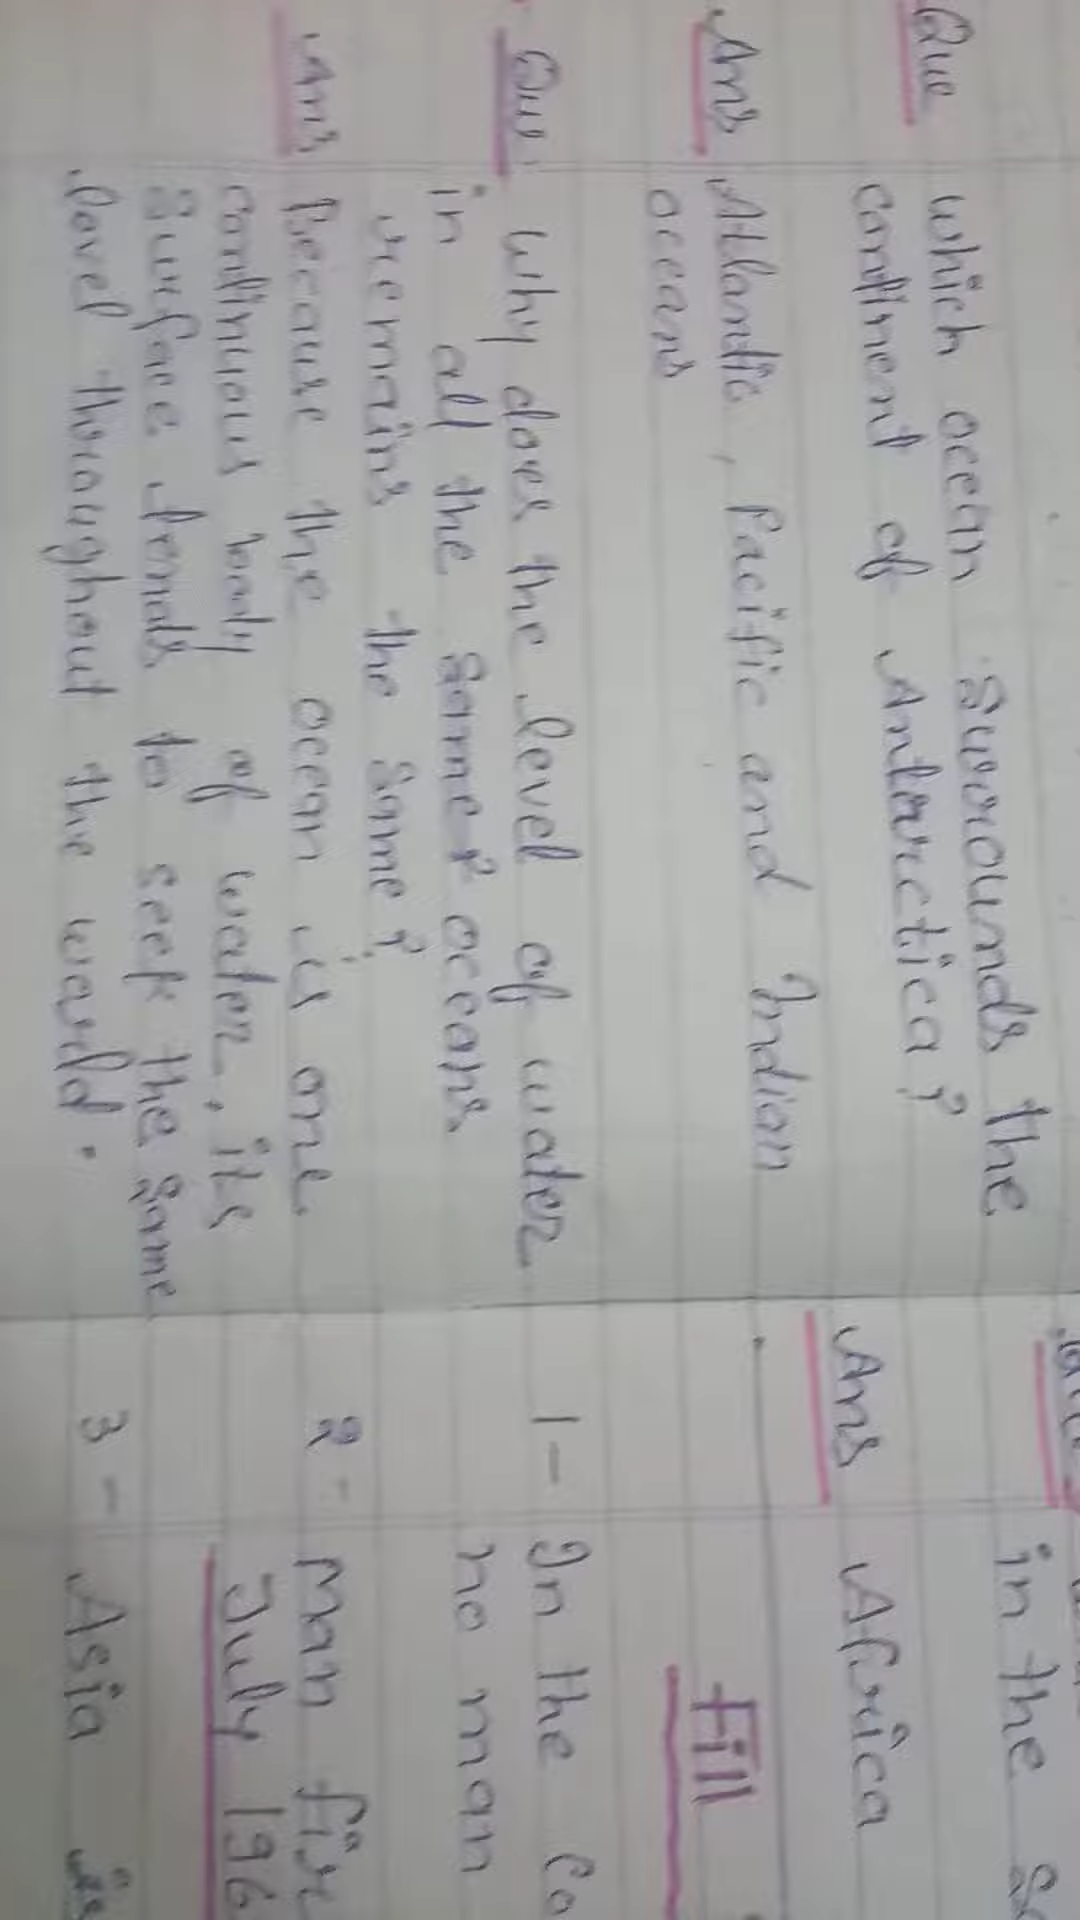 Que which ocean surrounds the
continent of Antarctica?
Ans Atlantic, Pacific and Indian
oceans
Que. Why does the level of water
in all the same oceans
remains the same?
Ans Because the ocean is one
continuous body of water, its
surface tends to seek the same
level throughout the world.
in the
Ans Africa
Fill
1- In the
no man
2- Man
July 196
3- Asia is